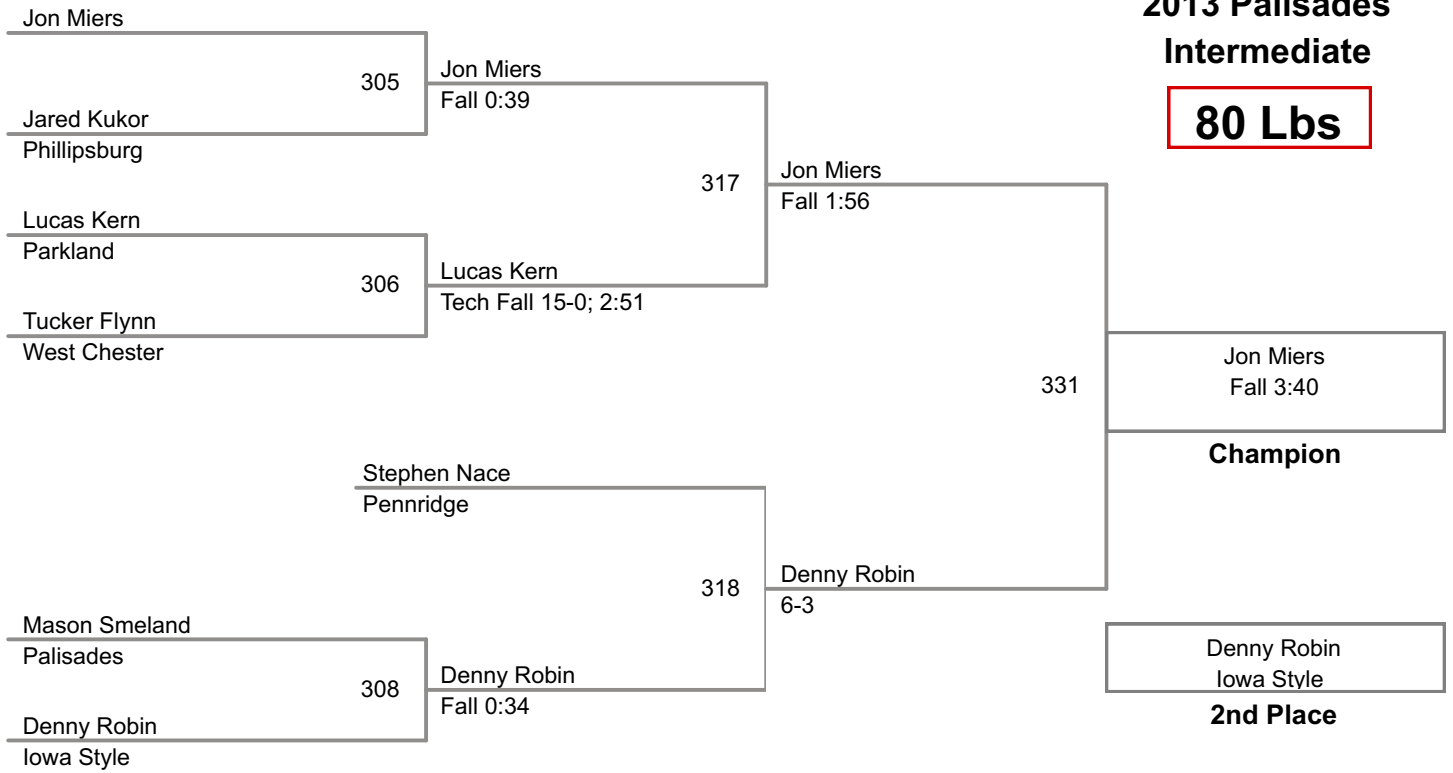 2013 Palisades
Intermediate
80 Lbs
Jon Miers
305
Jon Miers
Fall 0:39
Jared Kukor
Phillipsburg
317
Jon Miers
Fall 1:56
Lucas Kern
Parkland
306
Lucas Kern
Tech Fall 15-0; 2:51
Tucker Flynn
West Chester
331
Jon Miers
Fall 3:40
Champion
Stephen Nace
Pennridge
318
Denny Robin
6-3
Mason Smeland
Palisades
308
Denny Robin
Fall 0:34
Denny Robin
Iowa Style
Denny Robin
Iowa Style
2nd Place